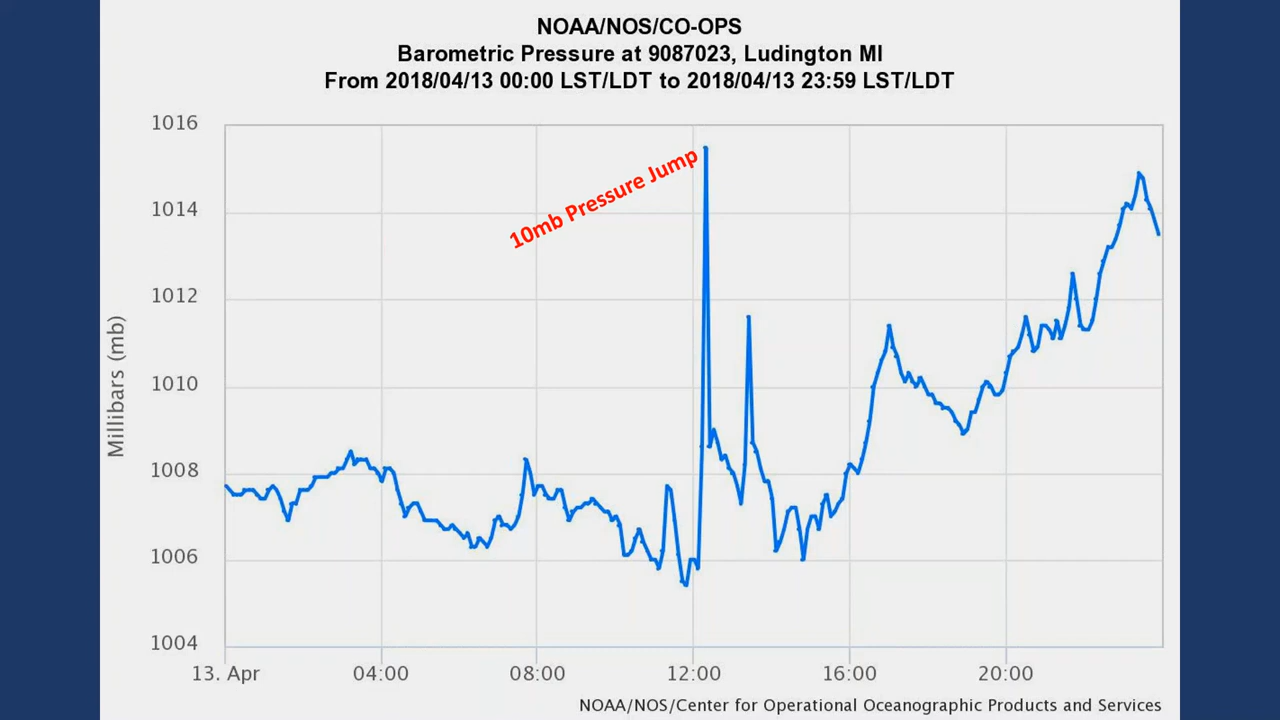 NOAA/NOS/CO-OPS
Barometric Pressure at 9087023, Ludington MI
From 2018/04/13 00:00 LST/LDT to 2018/04/13 23:59 LST/LDT
1016
1014
1012
1010
1008
1006
1004
Millibars (mb)
10mb Pressure Jump
13. Apr 04:00 08:00 12:00 16:00 20:00
NOAA/NOS/Center for Operational Oceanographic Products and Services